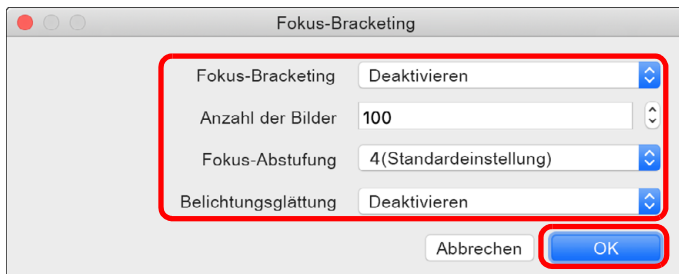 Fokus-Bracketing
Fokus-Bracketing Deaktivieren
Anzahl der Bilder 100
Fokus-Abstufung 4(Standardeinstellung)
Belichtungsglättung Deaktivieren
Abbrechen OK